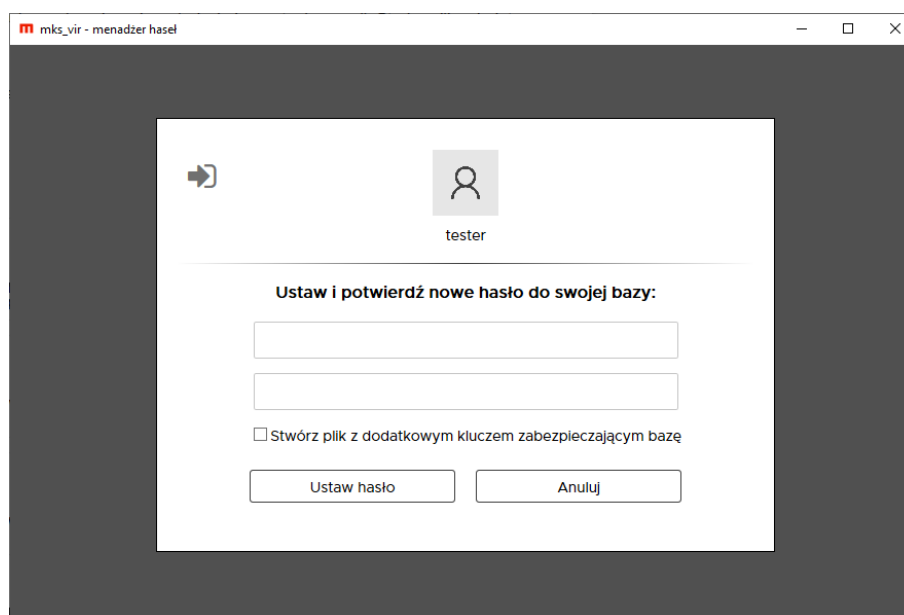 mks_vir - menadżer haseł
tester
Ustaw i potwierdź nowe hasło do swojej bazy:
Stwórz plik z dodatkowym kluczem zabezpieczającym bazę
Ustaw hasło
Anuluj